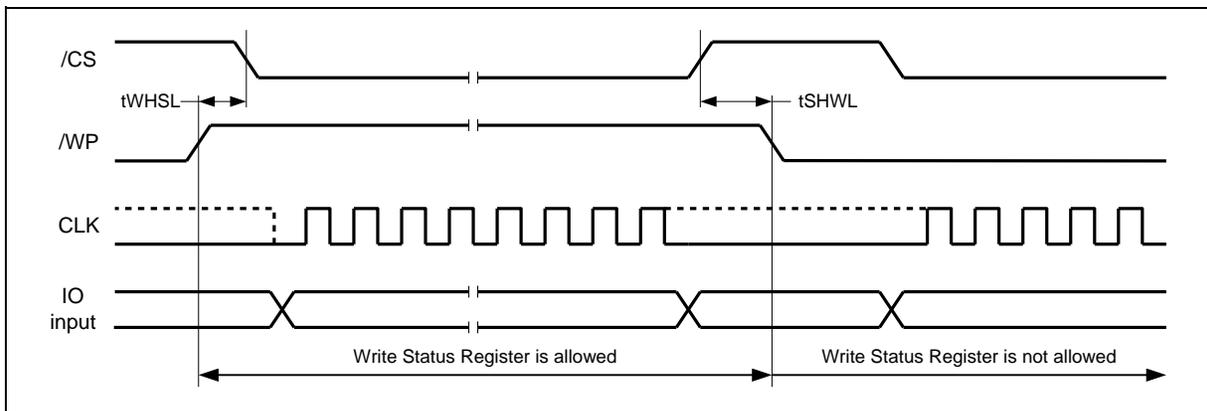 /CS
tWHSL
tSHWL
/WP
CLK
IO
input
Write Status Register is allowed
Write Status Register is not allowed